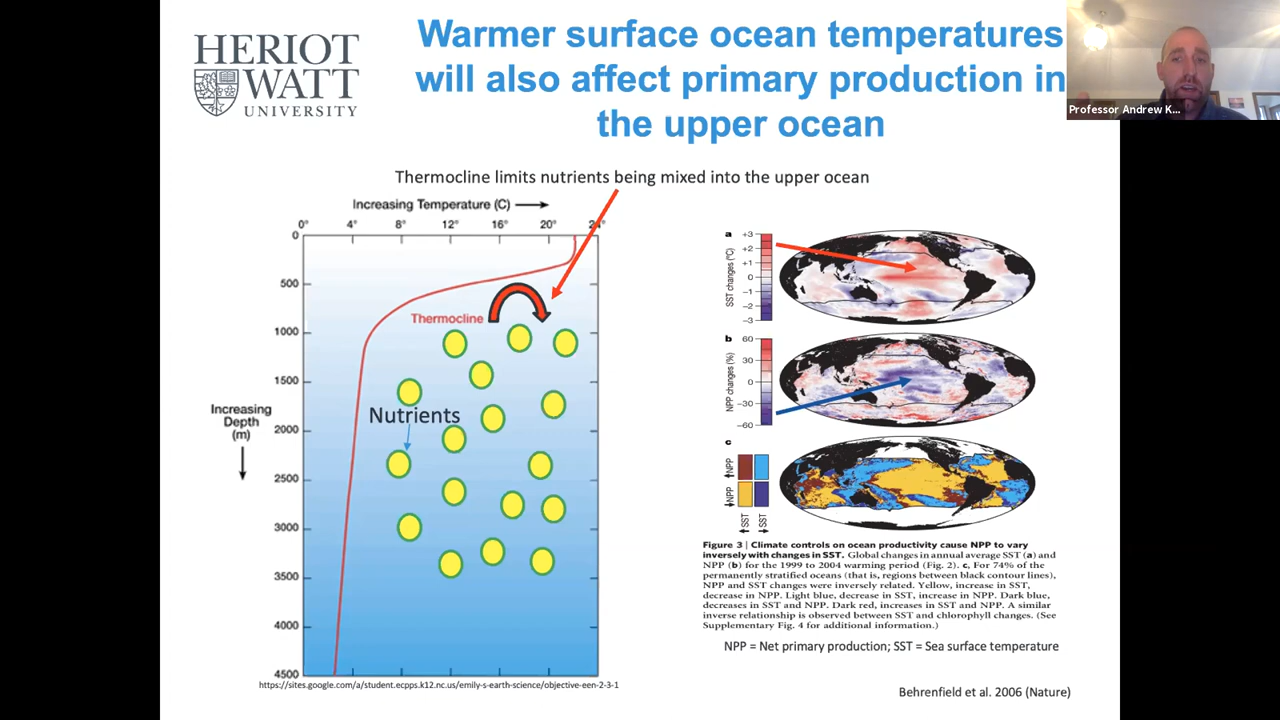 HERIOT
WATT
UNIVERSITY
Warmer surface ocean temperatures
will also affect primary production in
the upper ocean
Professor Andrew K...
Thermocline limits nutrients being mixed into the upper ocean
Increasing Temperature (C)
0° 4° 8° 12° 16° 20° 24°
0
500
1000
1500
2000
2500
3000
3500
4000
4500
Increasing
Depth
(m)
Thermocline
Nutrients
https://sites.google.com/a/student.ecpps.k12.nc.us/emily-s-earth-science/objective-een-2-3-1
a
SST changes (°C)
+3
+2
+1
0
−1
−2
−3
b
NPP changes (%)
60
30
0
−30
−60
c
NPP
NPP
SST
SST
Figure 3 | Climate controls on ocean productivity cause NPP to vary
inversely with changes in SST. Global changes in annual average SST (a) and
NPP (b) for the 1999 to 2004 warming period (Fig. 2). c, For 74% of the
permanently stratified oceans (that is, regions between black contour lines),
NPP and SST changes were inversely related. Yellow, increase in SST,
decrease in NPP. Light blue, decrease in SST, increase in NPP. Dark blue,
decreases in SST and NPP. Dark red, increases in SST and NPP. A similar
inverse relationship is observed between SST and chlorophyll changes. (See
Supplementary Fig. 4 for additional information.)
NPP = Net primary production; SST = Sea surface temperature
Behrenfield et al. 2006 (Nature)